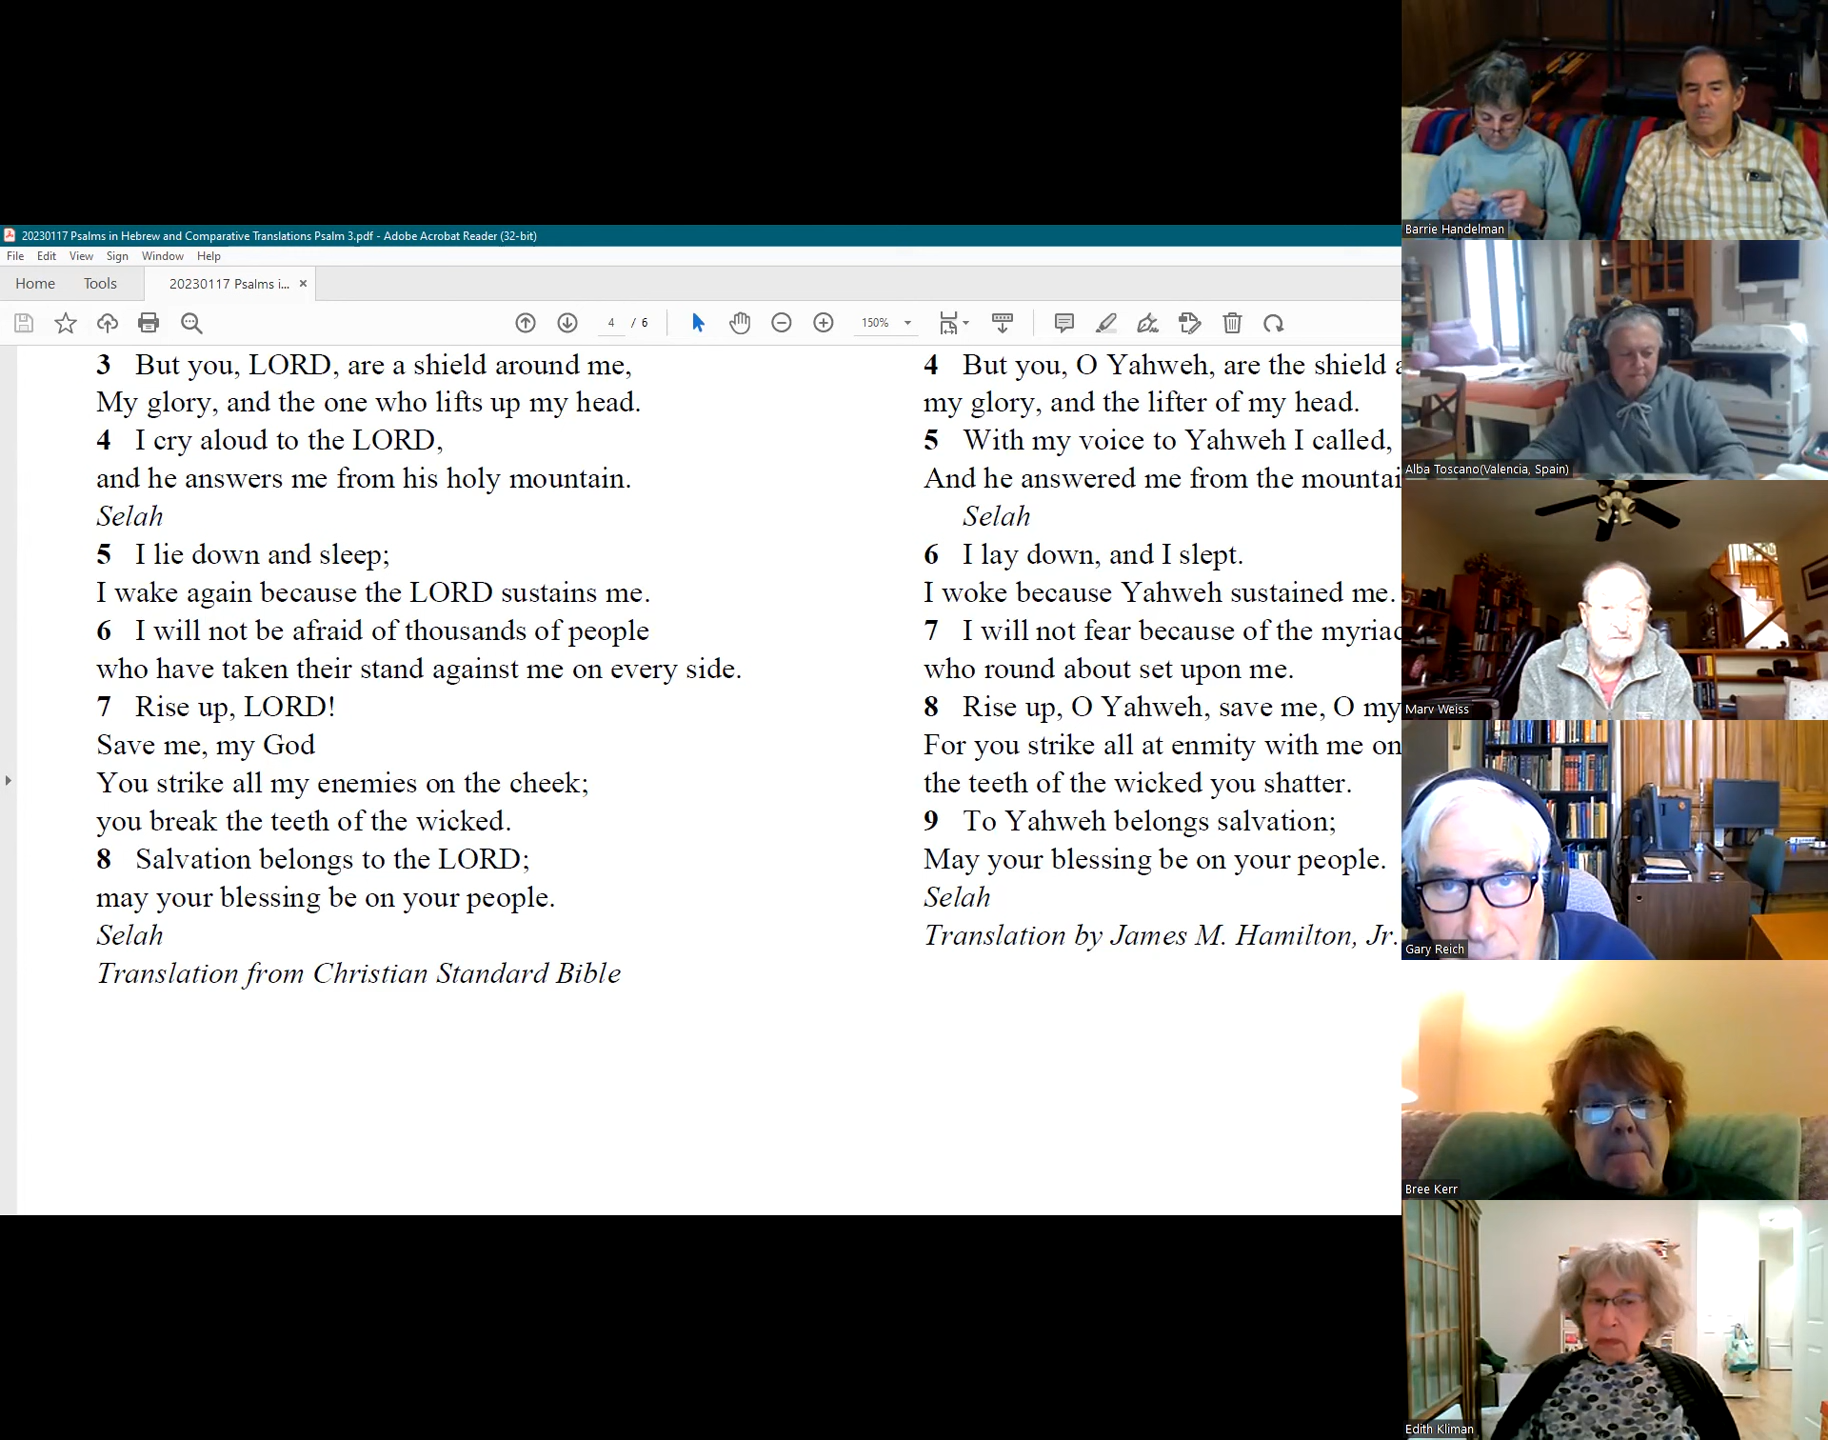 20230117 Psalms in Hebrew and Comparative Translations Psalm 3.pdf - Adobe Acrobat Reader (32-bit)
File Edit View Sign Window Help
Home Tools 20230117 Psalms i... ×
4 / 6 150%
3 But you, LORD, are a shield around me,
My glory, and the one who lifts up my head.
4 I cry aloud to the LORD,
and he answers me from his holy mountain.
Selah
5 I lie down and sleep;
I wake again because the LORD sustains me.
6 I will not be afraid of thousands of people
who have taken their stand against me on every side.
7 Rise up, LORD!
Save me, my God
You strike all my enemies on the cheek;
you break the teeth of the wicked.
8 Salvation belongs to the LORD;
may your blessing be on your people.
Selah
Translation from Christian Standard Bible
4 But you, O Yahweh, are the shield a
my glory, and the lifter of my head.
5 With my voice to Yahweh I called,
And he answered me from the mountai
Selah
6 I lay down, and I slept.
I woke because Yahweh sustained me.
7 I will not fear because of the myriad
who round about set upon me.
8 Rise up, O Yahweh, save me, O my
For you strike all at enmity with me on
the teeth of the wicked you shatter.
9 To Yahweh belongs salvation;
May your blessing be on your people.
Selah
Translation by James M. Hamilton, Jr.
Barrie Handelman
Alba Toscano(Valencia, Spain)
Marv Weiss
Gary Reich
Bree Kerr
Edith Kliman